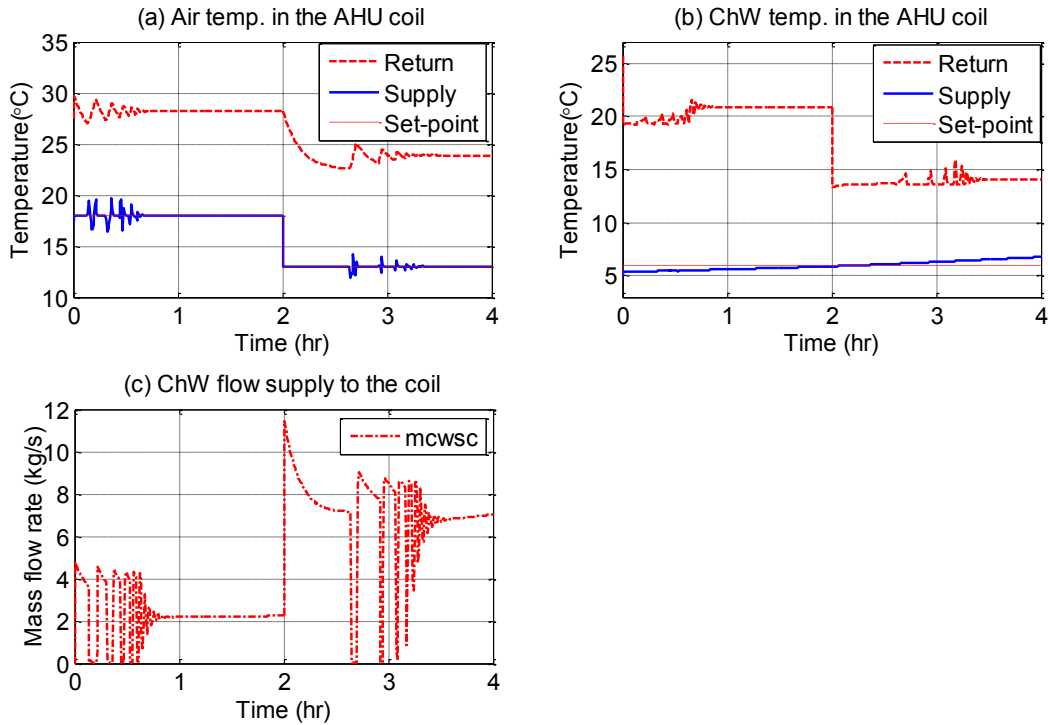 (a) Air temp. in the AHU coil
35
30
25
20
15
10
0
1
2
3
4
Temperature(°C)
Time (hr)
Return
Supply
Set-point
(b) ChW temp. in the AHU coil
25
20
15
10
5
0
1
2
3
4
Temperature(°C)
Time (hr)
Return
Supply
Set-point
(c) ChW flow supply to the coil
12
10
8
6
4
2
0
0
1
2
3
4
Mass flow rate (kg/s)
Time (hr)
mcwsc